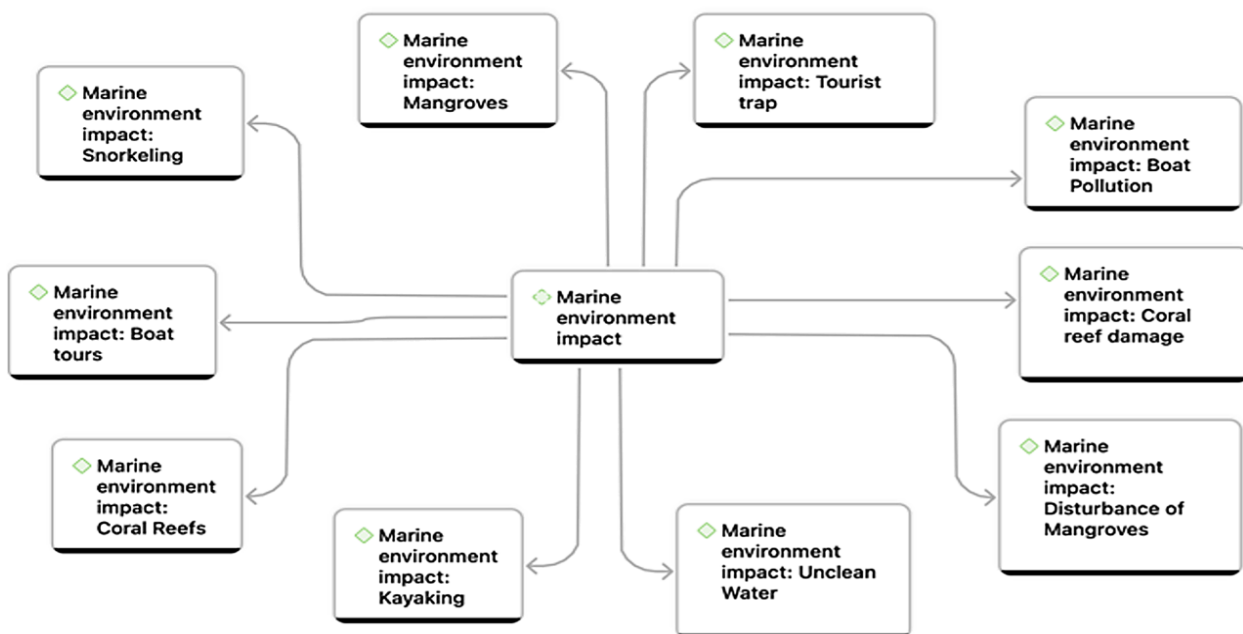 Marine
environment
impact:
Mangroves
Marine
environment
impact: Tourist
trap
Marine
environment
impact:
Snorkeling
Marine
environment
impact: Boat
Pollution
Marine
environment
impact: Boat
tours
Marine
environment
impact
Marine
environment
impact: Coral
reef damage
Marine
environment
impact:
Coral Reefs
Marine
environment
impact:
Kayaking
Marine
environment
impact: Unclean
Water
Marine
environment
impact:
Disturbance of
Mangroves